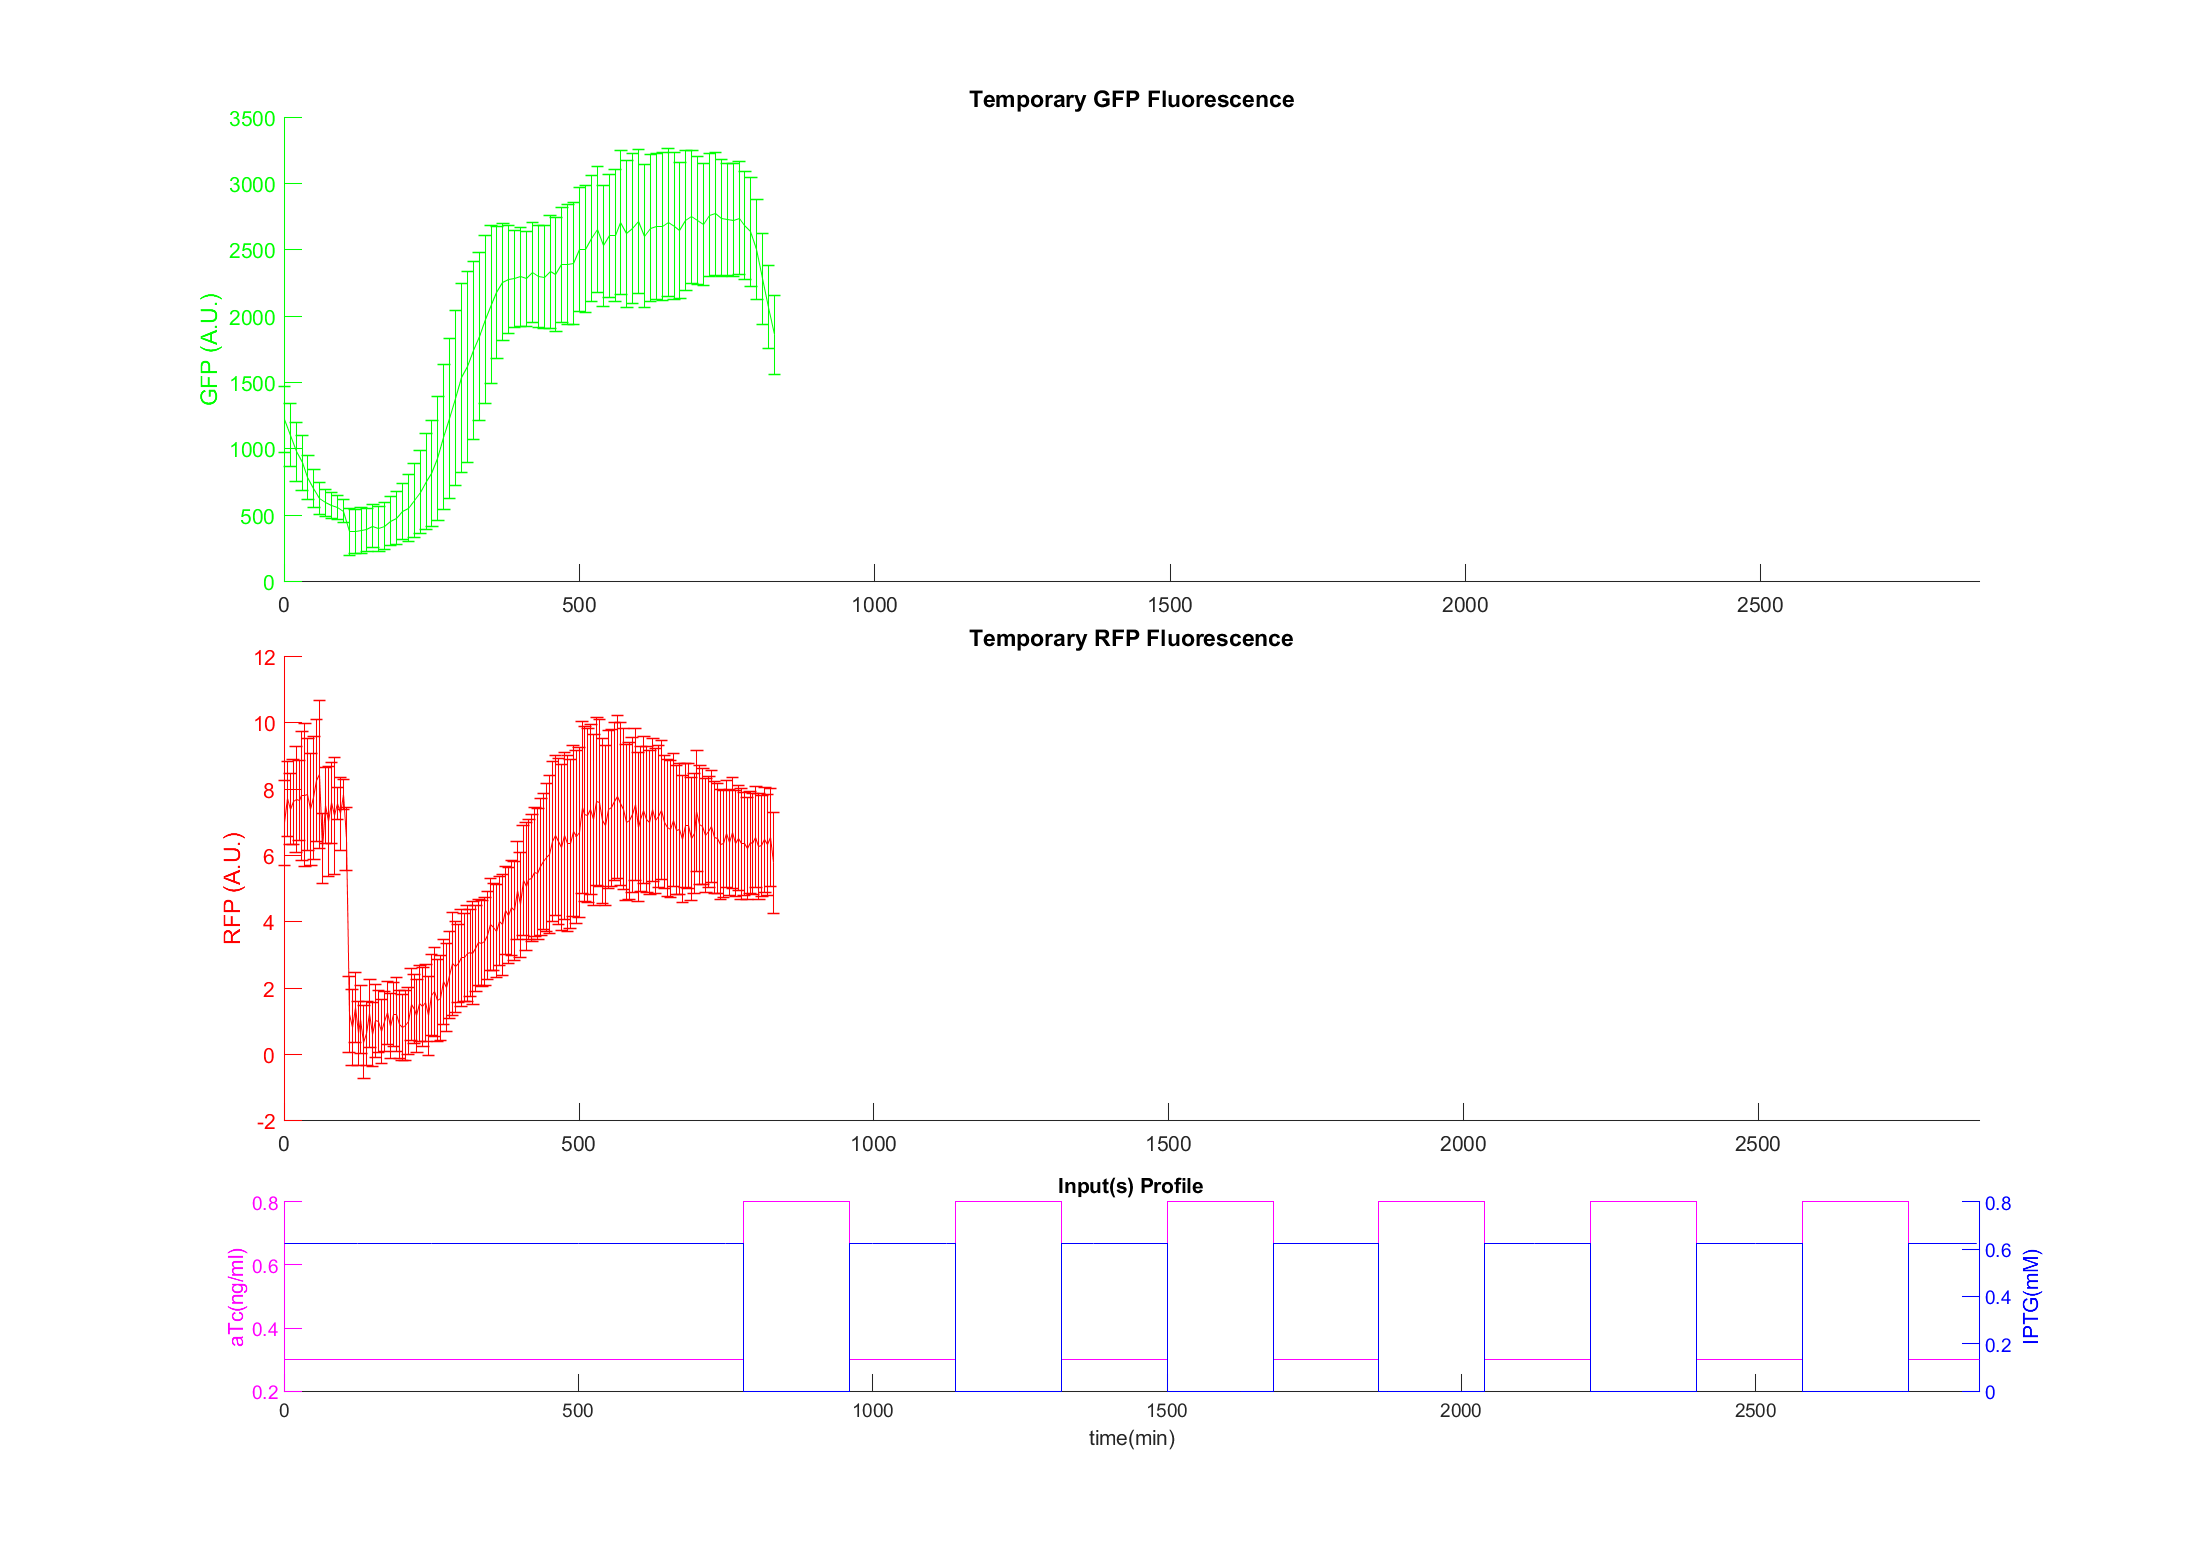 Temporary GFP Fluorescence
3500
3000
2500
2000
1500
1000
500
0
GFP (A.U.)
0 500 1000 1500 2000 2500
Temporary RFP Fluorescence
12
10
8
6
4
2
0
-2
RFP (A.U.)
0 500 1000 1500 2000 2500
Input(s) Profile
0.8
0.6
0.4
0.2
aTc(ng/ml)
0.8
0.6
0.4
0.2
0
IPTG(mM)
0 500 1000 1500 2000 2500
time(min)